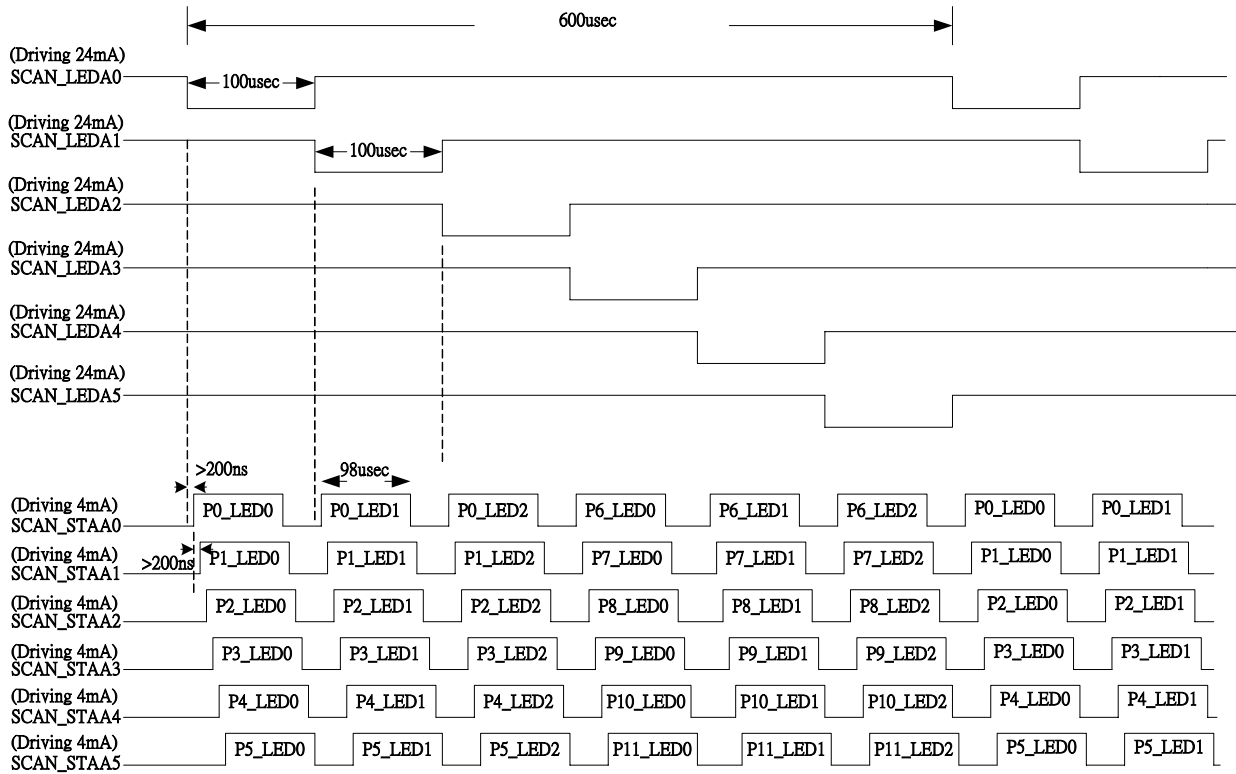 600usec
(Driving 24mA)
SCAN_LEDA0
100usec
(Driving 24mA)
SCAN_LEDA1
100usec
(Driving 24mA)
SCAN_LEDA2
(Driving 24mA)
SCAN_LEDA3
(Driving 24mA)
SCAN_LEDA4
(Driving 24mA)
SCAN_LEDA5
>200ns
98usec
(Driving 4mA)
SCAN_STAA0
P0_LED0 P0_LED1 P0_LED2 P6_LED0 P6_LED1 P6_LED2 P0_LED0 P0_LED1
(Driving 4mA)
SCAN_STAA1
>200ns
P1_LED0 P1_LED1 P1_LED2 P7_LED0 P7_LED1 P7_LED2 P1_LED0 P1_LED1
(Driving 4mA)
SCAN_STAA2
P2_LED0 P2_LED1 P2_LED2 P8_LED0 P8_LED1 P8_LED2 P2_LED0 P2_LED1
(Driving 4mA)
SCAN_STAA3
P3_LED0 P3_LED1 P3_LED2 P9_LED0 P9_LED1 P9_LED2 P3_LED0 P3_LED1
(Driving 4mA)
SCAN_STAA4
P4_LED0 P4_LED1 P4_LED2 P10_LED0 P10_LED1 P10_LED2 P4_LED0 P4_LED1
(Driving 4mA)
SCAN_STAA5
P5_LED0 P5_LED1 P5_LED2 P11_LED0 P11_LED1 P11_LED2 P5_LED0 P5_LED1